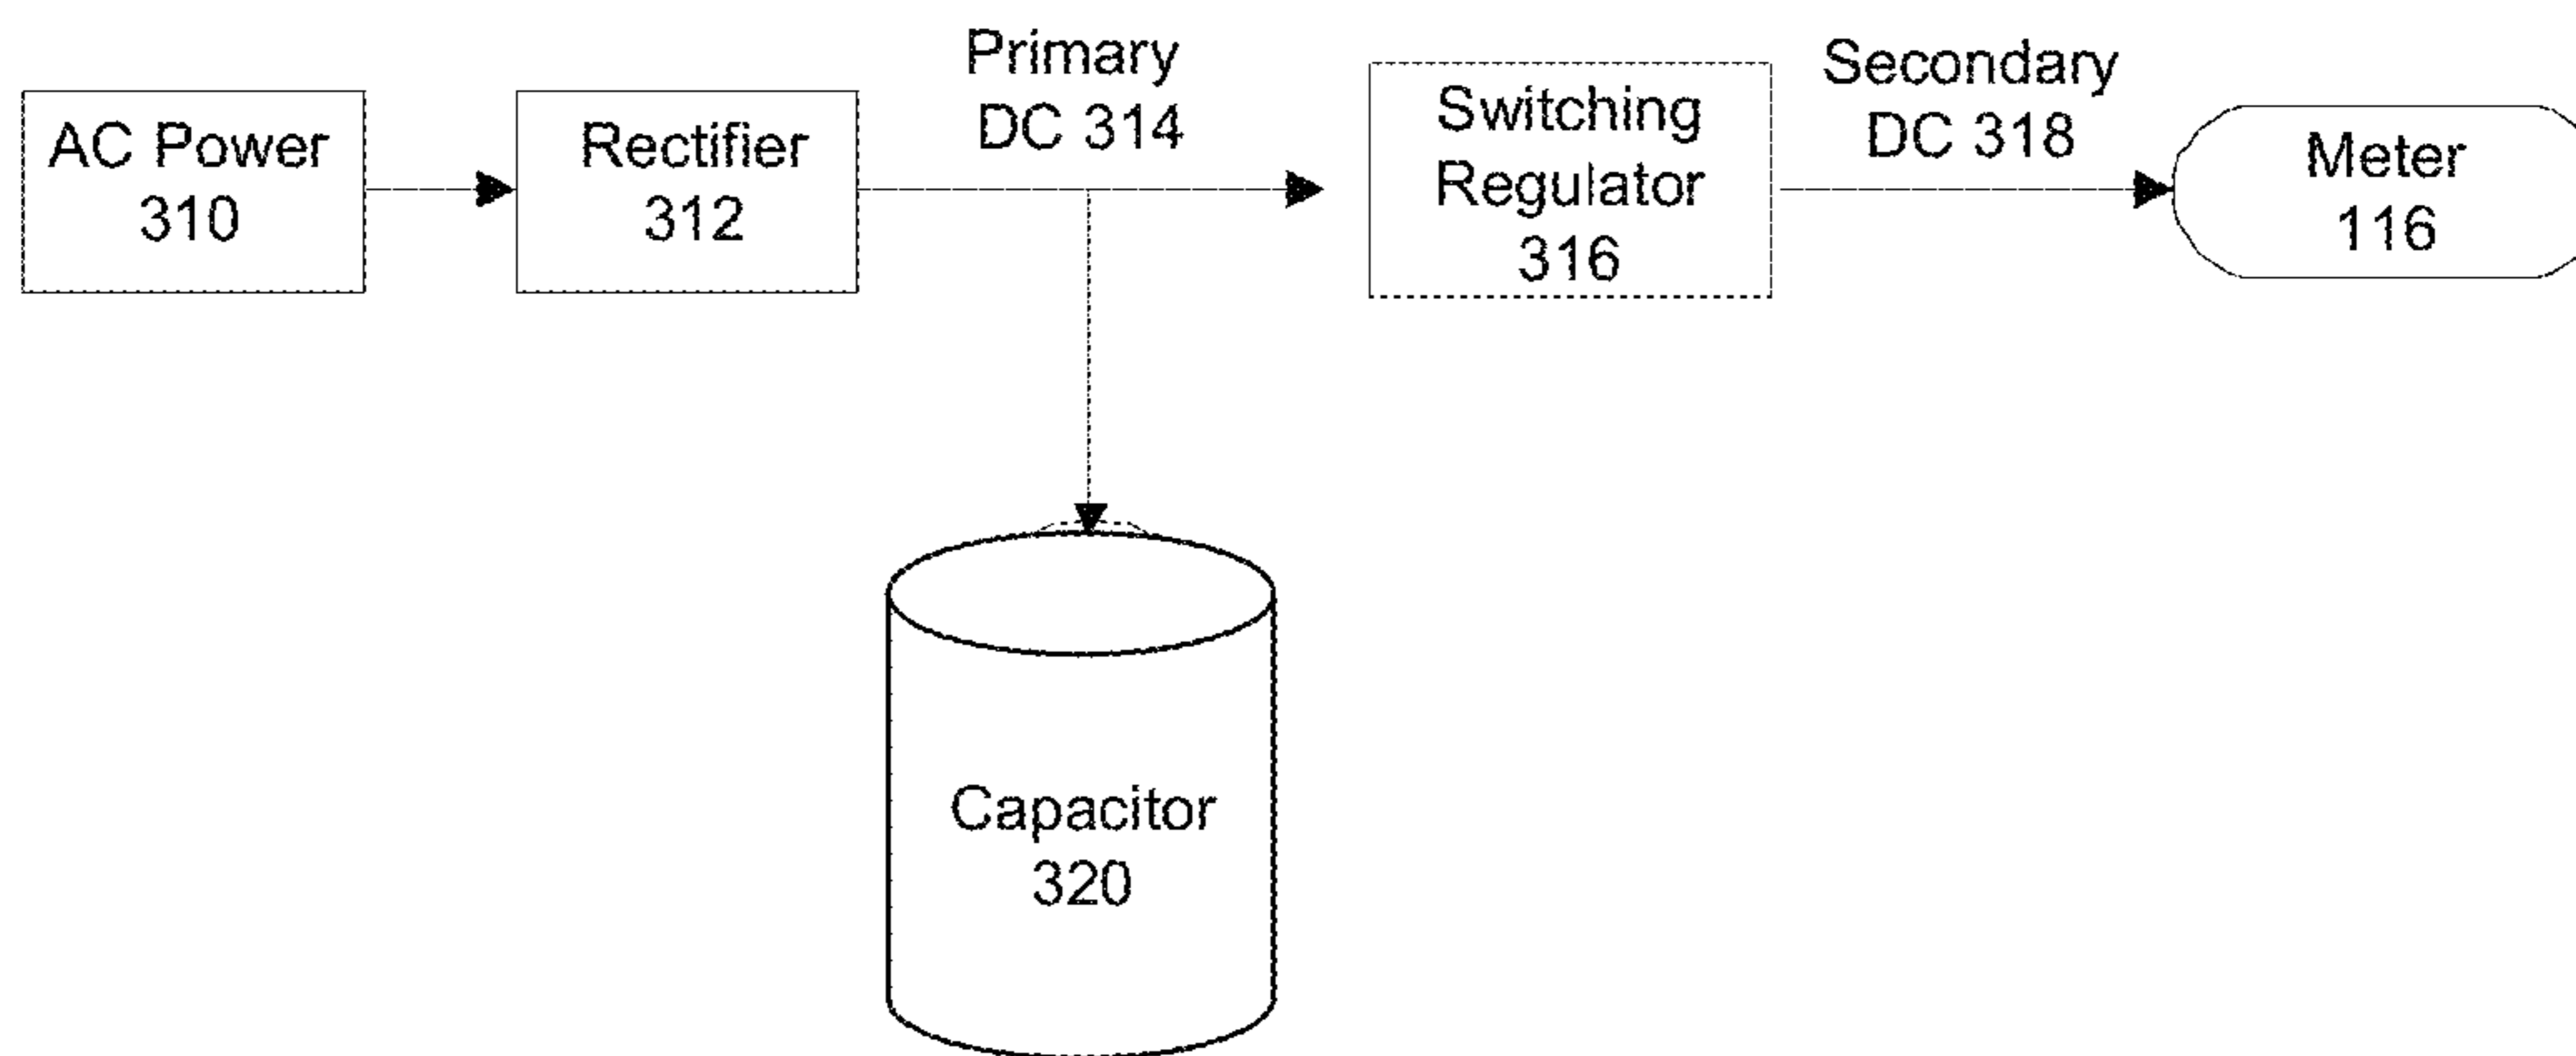 AC Power
310
Rectifier
312
Primary
DC 314
Switching
Regulator
316
Secondary
DC 318
Meter
116
Capacitor
320